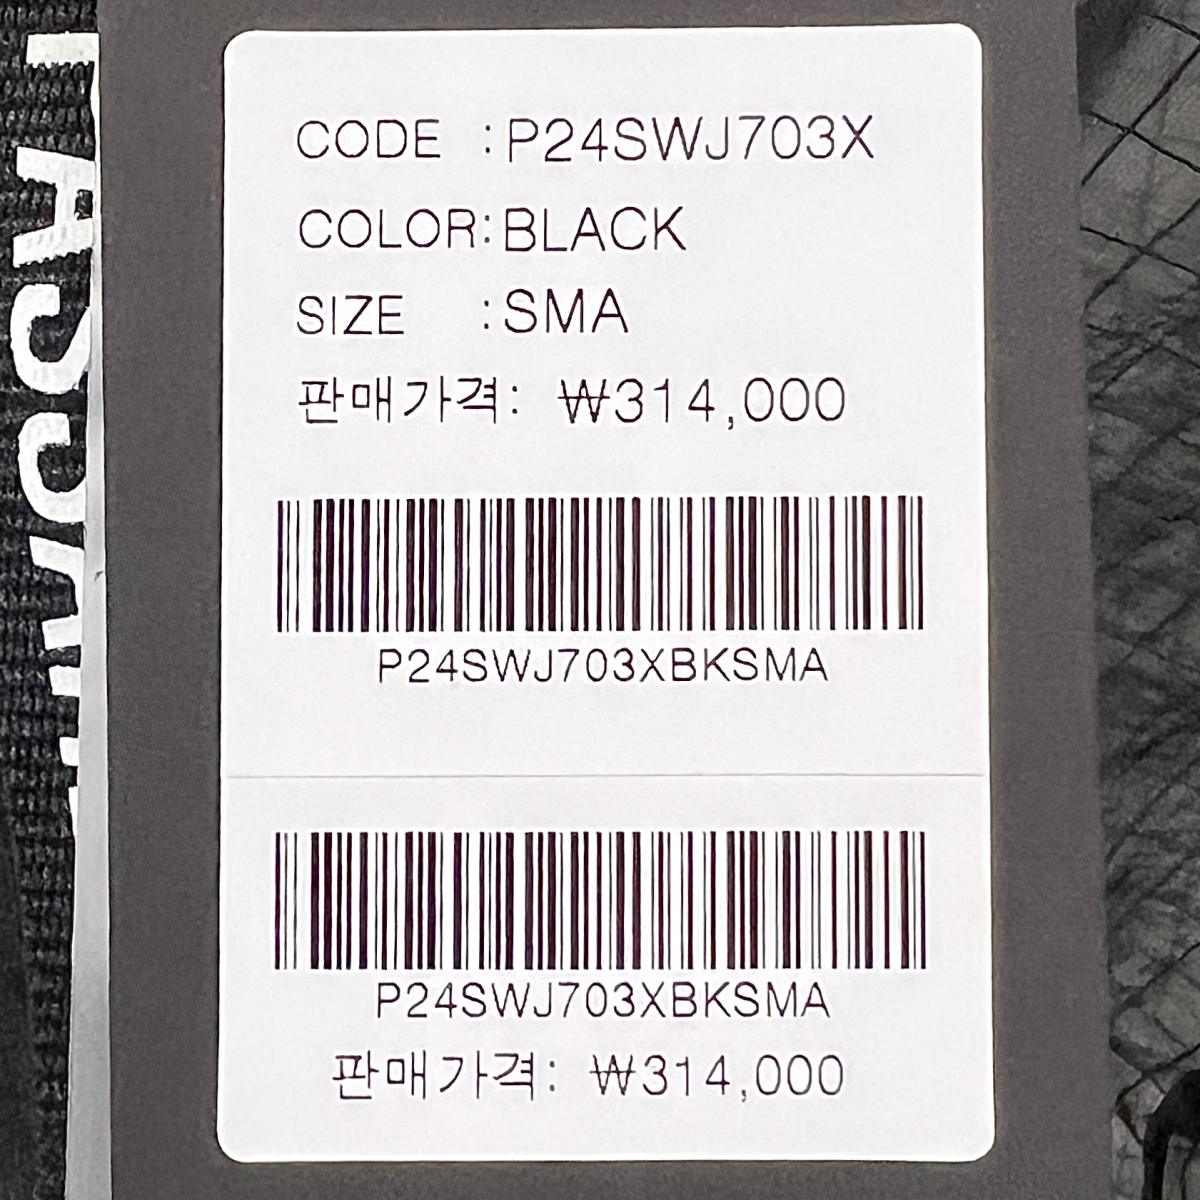 CODE :P24SWJ703X
COLOR:BLACK
SIZE :SMA
판매가격: ₩314,000
P24SWJ703XBKSMA
P24SWJ703XBKSMA
판매가격: ₩314,000